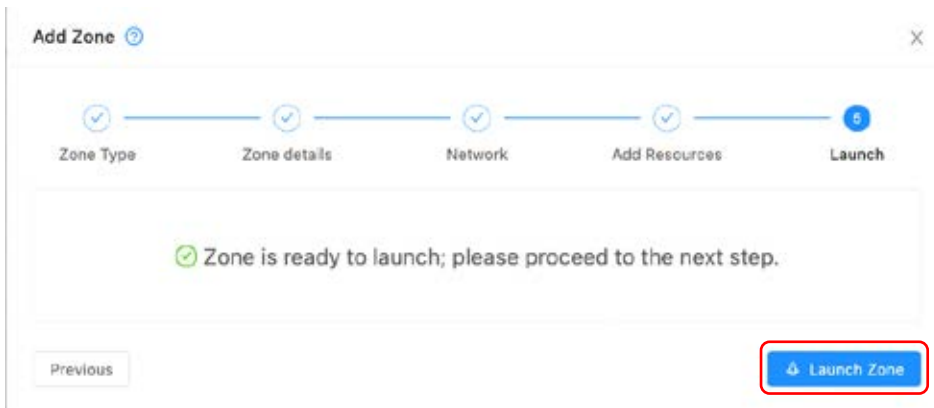 Add Zone ?
5
Zone Type Zone details Network Add Resources Launch
Zone is ready to launch; please proceed to the next step.
Previous Launch Zone